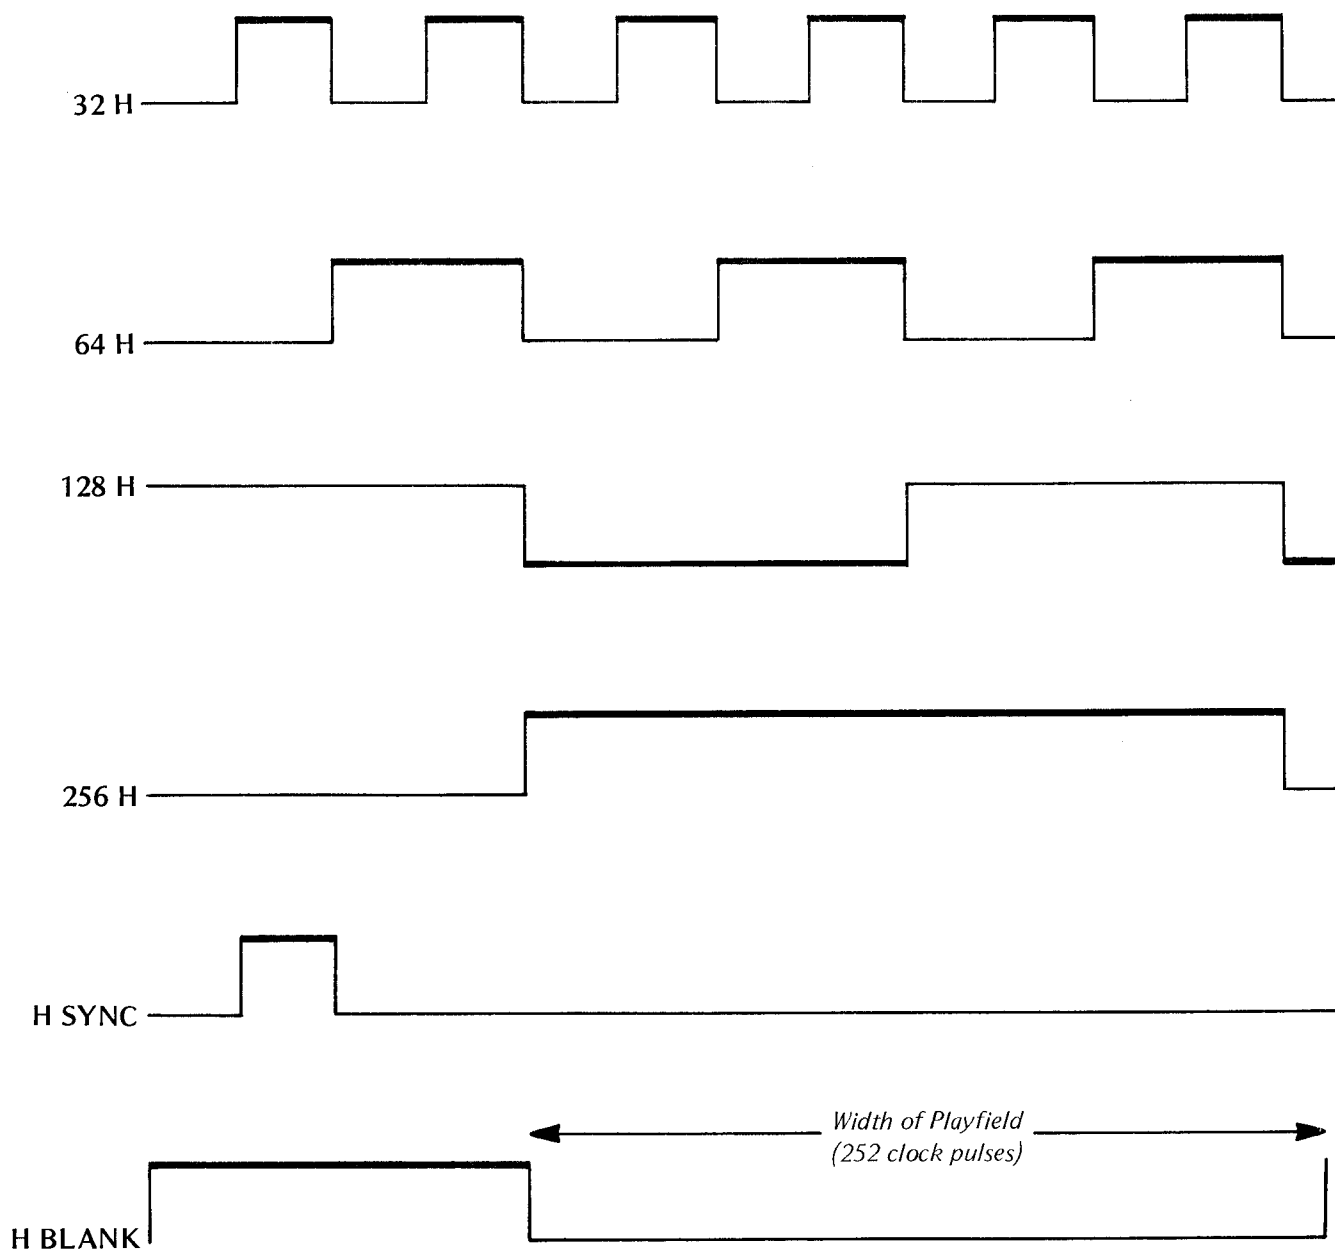 32 H
64 H
128 H
256 H
H SYNC
Width of Playfield
(252 clock pulses)
H BLANK